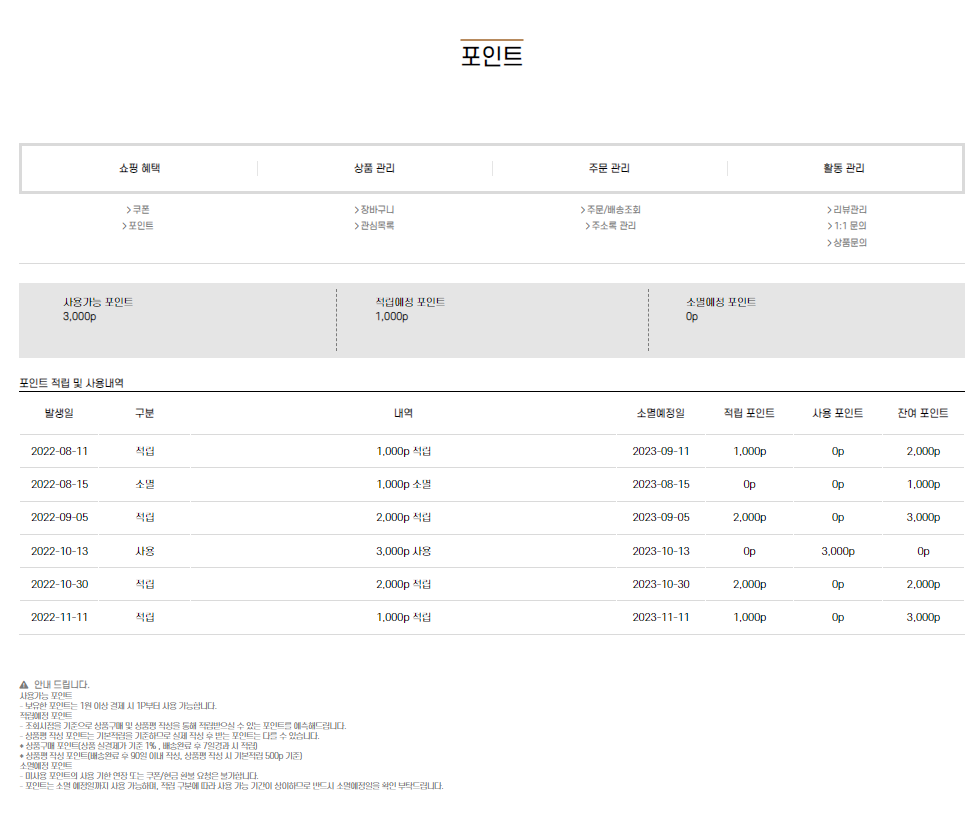 포인트
쇼핑 혜택 상품 관리 주문 관리 활동 관리
> 쿠폰 > 장바구니 > 주문/배송조회 > 리뷰관리
> 포인트 > 관심목록 > 주소록 관리 > 1:1 문의
> 상품문의
사용가능 포인트 적립예정 포인트 소멸예정 포인트
3,000p 1,000p 0p
포인트 적립 및 사용내역
발생일 구분 내역 소멸예정일 적립 포인트 사용 포인트 잔여 포인트
2022-08-11 적립 1,000p 적립 2023-09-11 1,000p 0p 2,000p
2022-08-15 소멸 1,000p 소멸 2023-08-15 0p 0p 1,000p
2022-09-05 적립 2,000p 적립 2023-09-05 2,000p 0p 3,000p
2022-10-13 사용 3,000p 사용 2023-10-13 0p 3,000p 0p
2022-10-30 적립 2,000p 적립 2023-10-30 2,000p 0p 2,000p
2022-11-11 적립 1,000p 적립 2023-11-11 1,000p 0p 3,000p
안내 드립니다.
사용가능 포인트
- 보유한 포인트는 1원 이상 결제 시 1P부터 사용 가능합니다.
적립예정 포인트
- 조회시점을 기준으로 상품구매 및 상품평 작성을 통해 적립받으실 수 있는 포인트를 예측해드립니다.
- 상품평 작성 포인트는 기본적립을 기준하므로 실제 작성 후 받는 포인트는 다를 수 있습니다.
* 상품구매 포인트(상품 실결제가 기준 1% , 배송완료 후 7일경과 시 적립)
* 상품평 작성 포인트(배송완료 후 90일 이내 작성, 상품평 작성 시 기본적립 500p 기준)
소멸예정 포인트
- 미사용 포인트의 사용 기한 연장 또는 쿠폰/현금 환불 요청은 불가합니다.
- 포인트는 소멸 예정일까지 사용 가능하며, 적립 구분에 따라 사용 가능 기간이 상이하므로 반드시 소멸예정일을 확인 부탁드립니다.